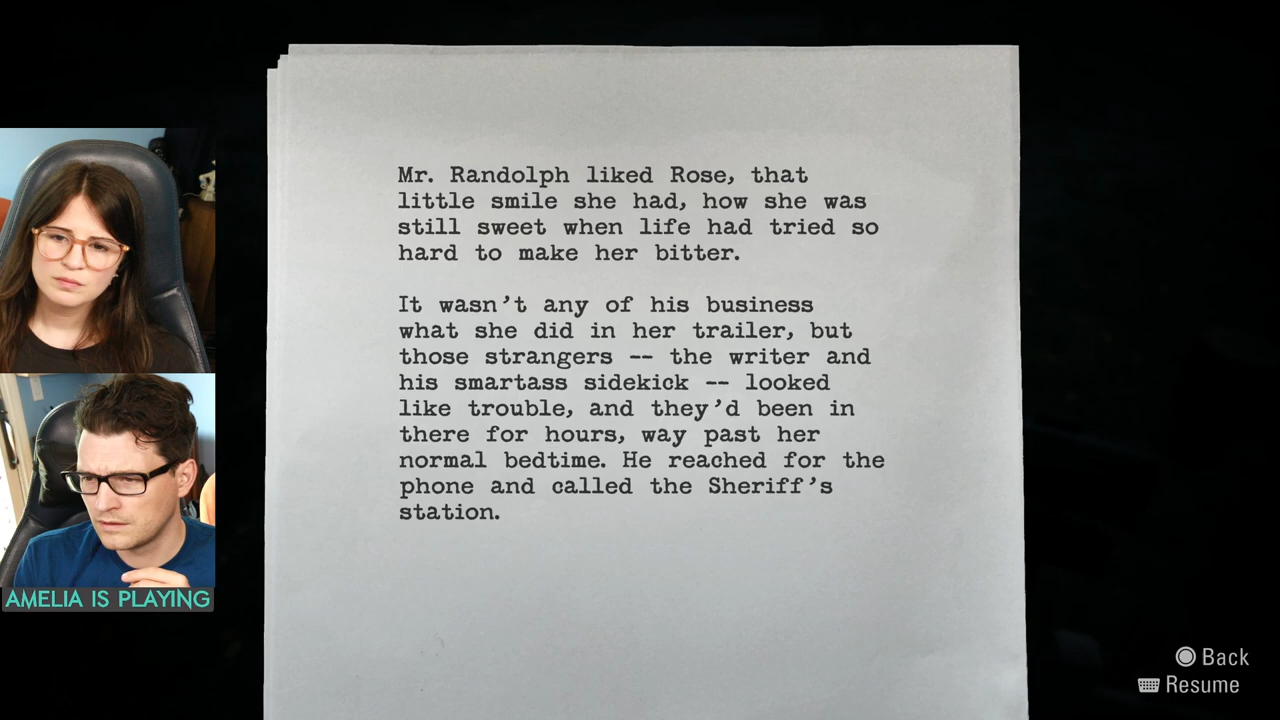 Mr. Randolph liked Rose, that
little smile she had, how she was
still sweet when life had tried so
hard to make her bitter.
It wasn't any of his business
what she did in her trailer, but
those strangers -- the writer and
his smartass sidekick -- looked
like trouble, and they'd been in
there for hours, way past her
normal bedtime. He reached for the
phone and called the Sheriff's
station.
AMELIA IS PLAYING
Back
Resume